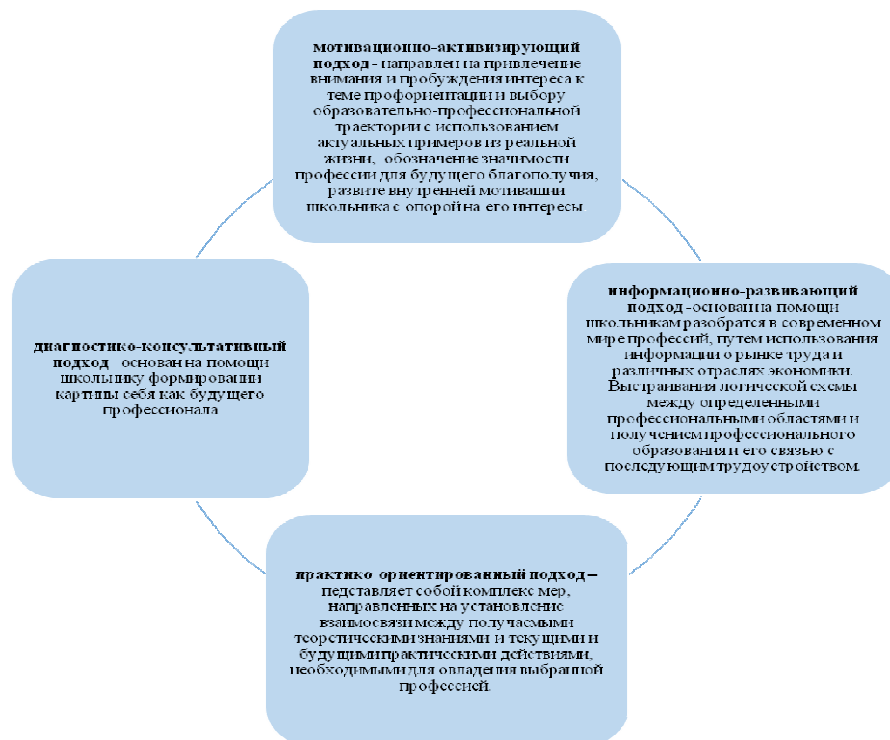 мотивационно-активизирующий
подход - направлен на привлечение
внимания и пробуждения интереса к
теме профориентации и выбору
образовательно-профессиональной
траектории с использованием
актуальных примеров из реальной
жизни, обозначение значимости
профессии для будущего благополучия,
развите внутренней мотивации
школьника с опорой на его интересы
информационно-развивающий
подход -основан на помощи
школьникам разобратся в современном
мире профессий, путем использования
информации о рынке труда и
различных отраслях экономики.
Выстраивания логической схемы
между определенными
профессиональными областями и
получением профессионального
образования и его связью с
последующим трудоустройством.
практико-ориентированный подход –
педставляет собой комплекс мер,
направленных на установление
взаимосвязи между получаемыми
теоретическими знаниями и текущими и
будущими практическими действиями,
необходимыми для овладения выбранной
профессией.
диагностико-консультативный
подход - основан на помощи
школьнику формировании
картины себя как будущего
профессионала